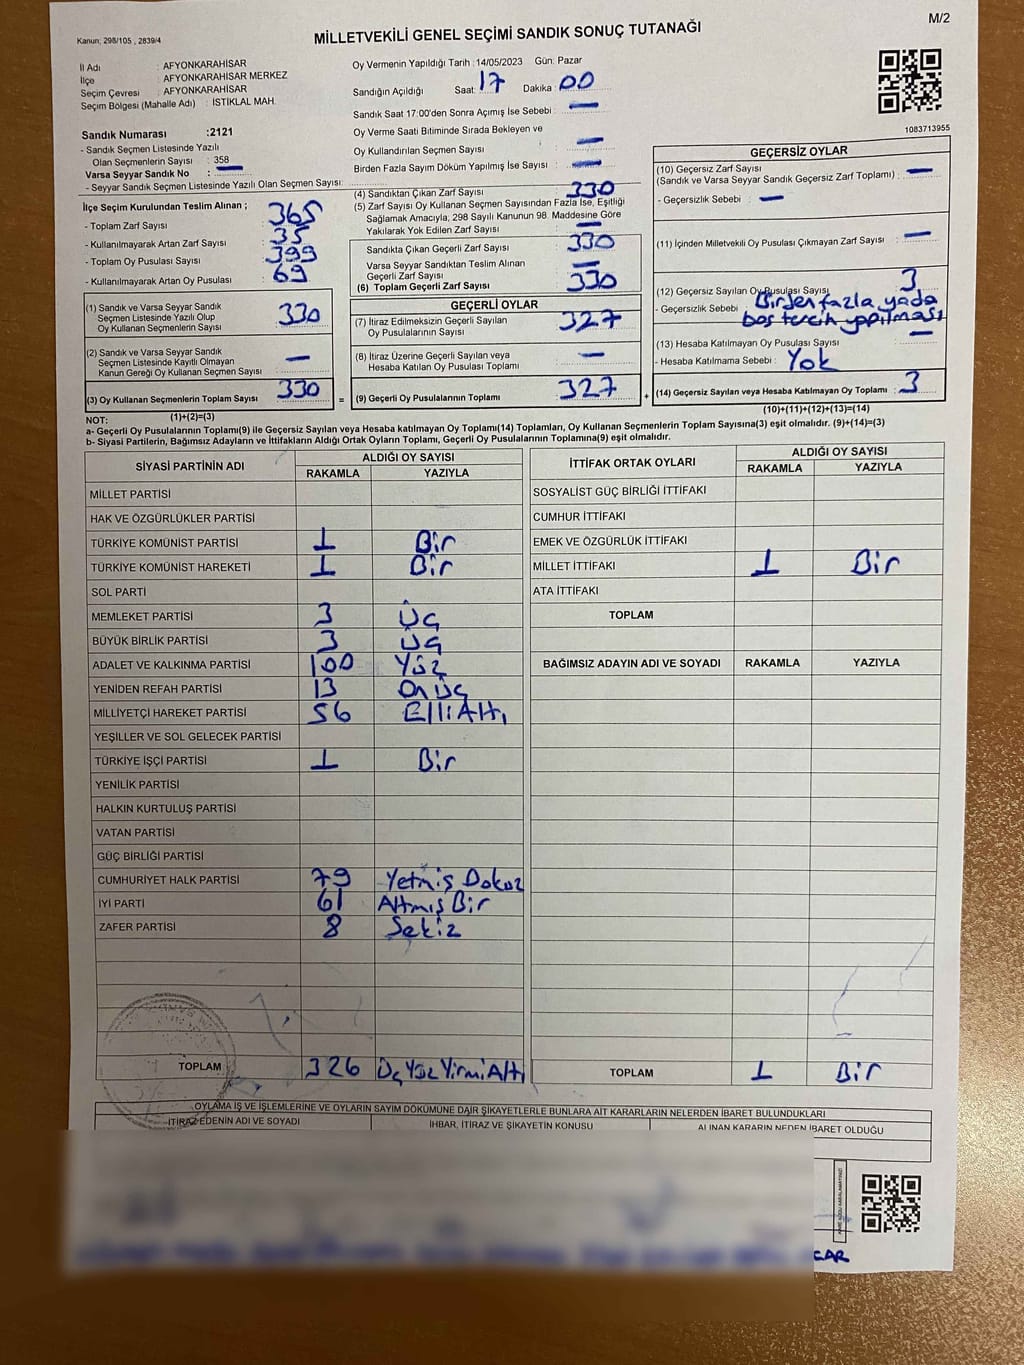 M/2
Kanun; 298/105 , 2839/4
MİLLETVEKİLİ GENEL SEÇİMİ SANDIK SONUÇ TUTANAĞI
İl Adı : AFYONKARAHİSAR
İlçe : AFYONKARAHİSAR MERKEZ
Seçim Çevresi : AFYONKARAHİSAR
Seçim Bölgesi (Mahalle Adı) : İSTİKLAL MAH.
Sandık Numarası :2121
- Sandık Seçmen Listesinde Yazılı
Olan Seçmenlerin Sayısı : 358
Varsa Seyyar Sandık No : —
- Seyyar Sandık Seçmen Listesinde Yazılı Olan Seçmen Sayısı:
İlçe Seçim Kurulundan Teslim Alınan ;
- Toplam Zarf Sayısı : 365
- Kullanılmayarak Artan Zarf Sayısı : 35
- Toplam Oy Pusulası Sayısı : 399
- Kullanılmayarak Artan Oy Pusulası : 69
(1) Sandık ve Varsa Seyyar Sandık
Seçmen Listesinde Yazılı Olup
Oy Kullanan Seçmenlerin Sayısı : 330
(2) Sandık ve Varsa Seyyar Sandık
Seçmen Listesinde Kayıtlı Olmayan
Kanun Gereği Oy Kullanan Seçmen Sayısı : —
(3) Oy Kullanan Seçmenlerin Toplam Sayısı : 330
(1)+(2)=(3)
Oy Vermenin Yapıldığı Tarih : 14/05/2023 Gün: Pazar
Sandığın Açıldığı Saat: 17 Dakika : 00
Sandık Saat 17:00'den Sonra Açımış İse Sebebi : —
Oy Verme Saati Bitiminde Sırada Bekleyen ve
Oy Kullandırılan Seçmen Sayısı : —
Birden Fazla Sayım Döküm Yapılmış İse Sayısı : —
(4) Sandıktan Çıkan Zarf Sayısı : 330
(5) Zarf Sayısı Oy Kullanan Seçmen Sayısından Fazla İse, Eşitliği
Sağlamak Amacıyla, 298 Sayılı Kanunun 98. Maddesine Göre
Yakılarak Yok Edilen Zarf Sayısı : —
Sandıkta Çıkan Geçerli Zarf Sayısı : 330
Varsa Seyyar Sandıktan Teslim Alınan
Geçerli Zarf Sayısı : —
(6) Toplam Geçerli Zarf Sayısı : 330
GEÇERLİ OYLAR
(7) İtiraz Edilmeksizin Geçerli Sayılan
Oy Pusulalarının Sayısı : 327
(8) İtiraz Üzerine Geçerli Sayılan veya
Hesaba Katılan Oy Pusulası Toplamı : —
= (9) Geçerli Oy Pusulalarının Toplamı : 327 +
1083713955
GEÇERSİZ OYLAR
(10) Geçersiz Zarf Sayısı
(Sandık ve Varsa Seyyar Sandık Geçersiz Zarf Toplamı) : —
- Geçersizlik Sebebi : —
(11) İçinden Milletvekili Oy Pusulası Çıkmayan Zarf Sayısı : —
(12) Geçersiz Sayılan Oy Pusulası Sayısı : 3
- Geçersizlik Sebebi : Birden fazla yada
boş tercih yapılması
(13) Hesaba Katılmayan Oy Pusulası Sayısı : —
- Hesaba Katılmama Sebebi : Yok
(14) Geçersiz Sayılan veya Hesaba Katılmayan Oy Toplamı : 3
(10)+(11)+(12)+(13)=(14)
NOT:
a- Geçerli Oy Pusulalarının Toplamı(9) ile Geçersiz Sayılan veya Hesaba katılmayan Oy Toplamı(14) Toplamları, Oy Kullanan Seçmenlerin Toplam Sayısına(3) eşit olmalıdır. (9)+(14)=(3)
b- Siyasi Partilerin, Bağımsız Adayların ve İttifakların Aldığı Ortak Oyların Toplamı, Geçerli Oy Pusulalarının Toplamına(9) eşit olmalıdır.
SİYASİ PARTİNİN ADI ALDIĞI OY SAYISI
RAKAMLA YAZIYLA
MİLLET PARTİSİ
HAK VE ÖZGÜRLÜKLER PARTİSİ
TÜRKİYE KOMÜNİST PARTİSİ 1 Bir
TÜRKİYE KOMÜNİST HAREKETİ 1 Bir
SOL PARTİ
MEMLEKET PARTİSİ 3 Üç
BÜYÜK BİRLİK PARTİSİ 3 Üç
ADALET VE KALKINMA PARTİSİ 100 Yüz
YENİDEN REFAH PARTİSİ 13 On üç
MİLLİYETÇİ HAREKET PARTİSİ 56 Elli Altı
YEŞİLLER VE SOL GELECEK PARTİSİ
TÜRKİYE İŞÇİ PARTİSİ 1 Bir
YENİLİK PARTİSİ
HALKIN KURTULUŞ PARTİSİ
VATAN PARTİSİ
GÜÇ BİRLİĞİ PARTİSİ
CUMHURİYET HALK PARTİSİ 79 Yetmiş Dokuz
İYİ PARTİ 61 Altmış Bir
ZAFER PARTİSİ 8 Sekiz
TOPLAM 326 Üç Yüz Yirmi Altı
İTTİFAK ORTAK OYLARI ALDIĞI OY SAYISI
RAKAMLA YAZIYLA
SOSYALİST GÜÇ BİRLİĞİ İTTİFAKI
CUMHUR İTTİFAKI
EMEK VE ÖZGÜRLÜK İTTİFAKI
MİLLET İTTİFAKI 1 Bir
ATA İTTİFAKI
TOPLAM
BAĞIMSIZ ADAYIN ADI VE SOYADI RAKAMLA YAZIYLA
TOPLAM 1 Bir
OYLAMA İŞ VE İŞLEMLERİNE VE OYLARIN SAYIM DÖKÜMÜNE DAİR ŞİKAYETLERLE BUNLARA AİT KARARLARIN NELERDEN İBARET BULUNDUKLARI
İTİRAZ EDENİN ADI VE SOYADI İHBAR, İTİRAZ VE ŞİKAYETİN KONUSU ALINAN KARARIN NEDEN İBARET OLDUĞU